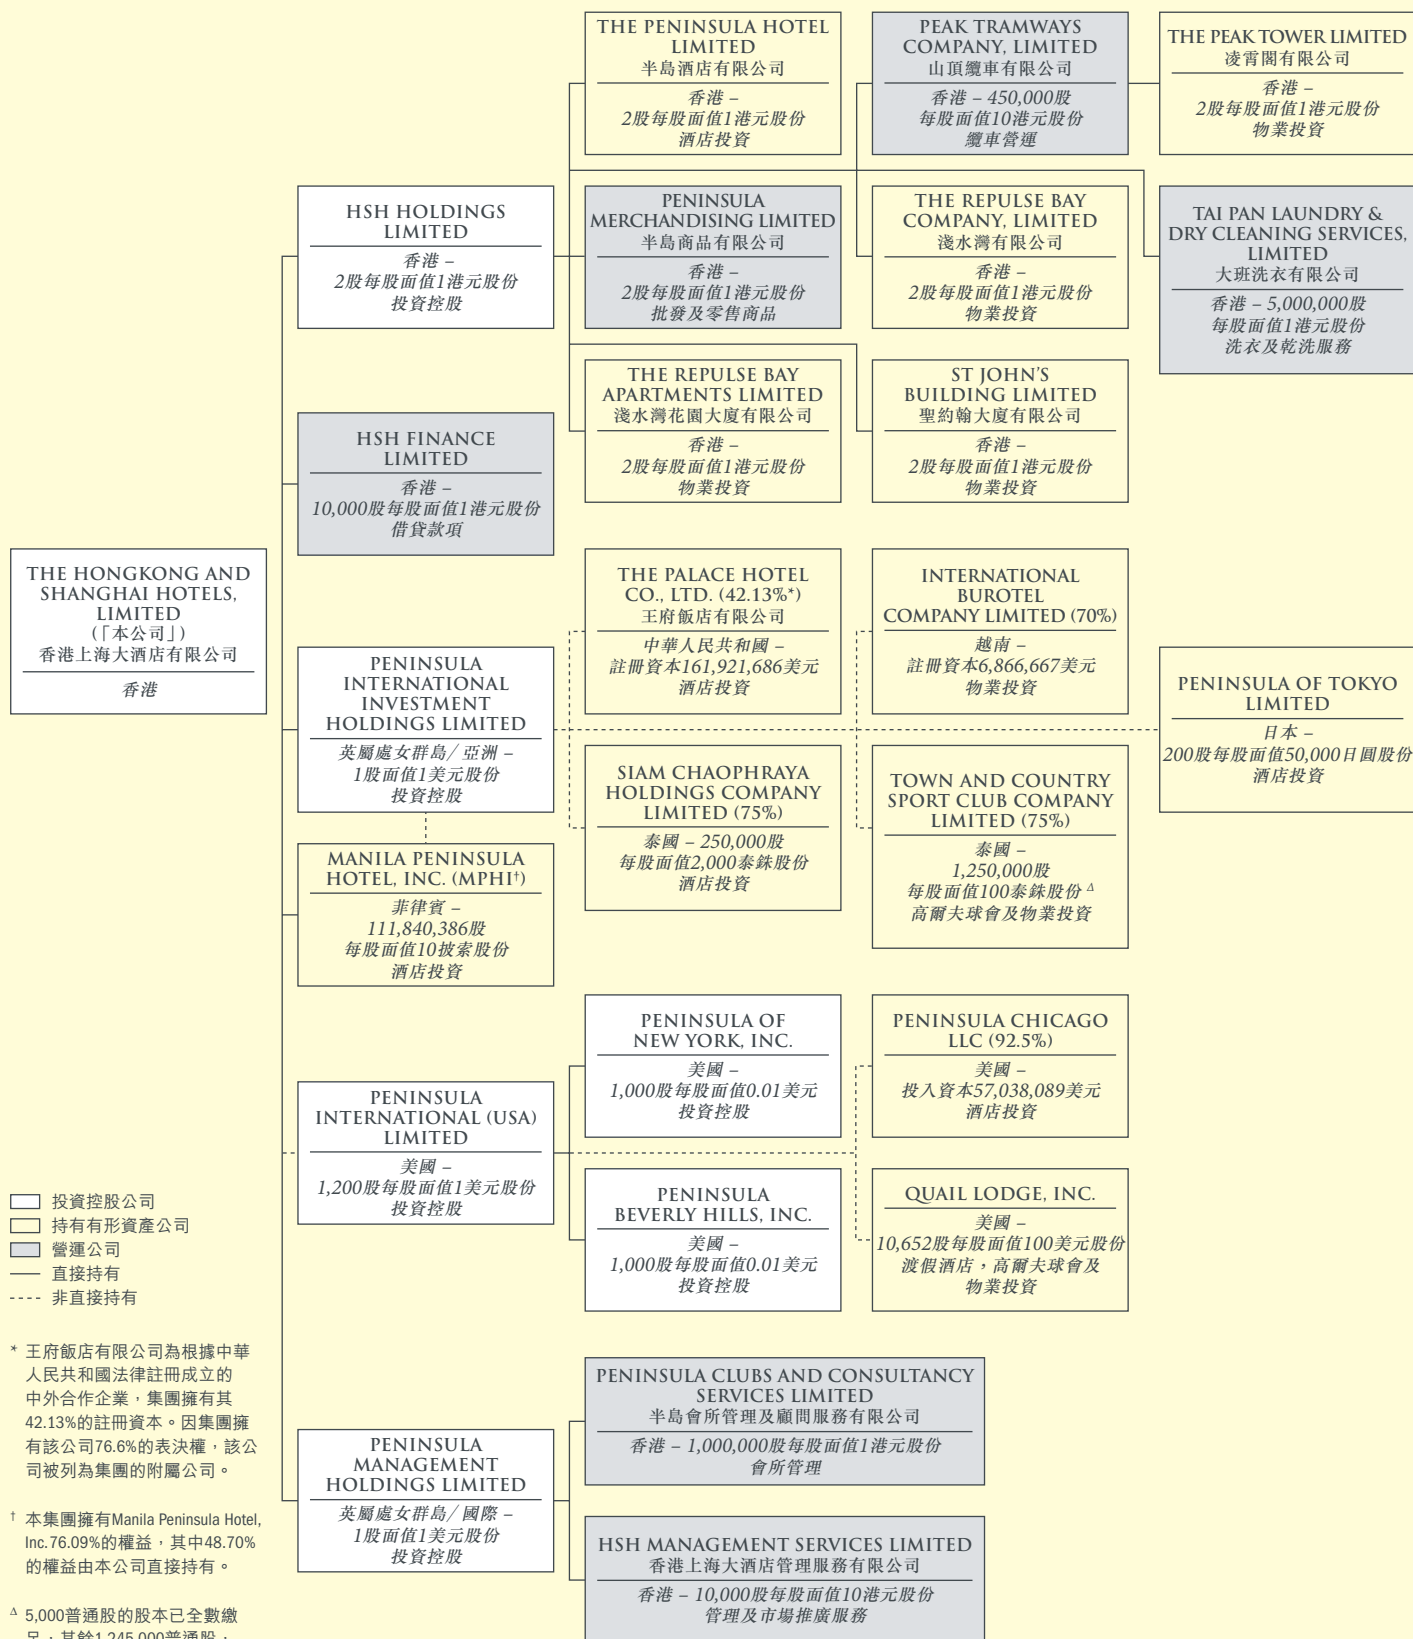 THE HONGKONG AND
SHANGHAI HOTELS,
LIMITED
(「本公司」)
香港上海大酒店有限公司
香港
HSH HOLDINGS
LIMITED
香港 –
2股每股面值1港元股份
投資控股
THE PENINSULA HOTEL
LIMITED
半島酒店有限公司
香港 –
2股每股面值1港元股份
酒店投資
PEAK TRAMWAYS
COMPANY, LIMITED
山頂纜車有限公司
香港 – 450,000股
每股面值10港元股份
纜車營運
THE PEAK TOWER LIMITED
凌霄閣有限公司
香港 –
2股每股面值1港元股份
物業投資
PENINSULA
MERCHANDISING LIMITED
半島商品有限公司
香港 –
2股每股面值1港元股份
批發及零售商品
THE REPULSE BAY
COMPANY, LIMITED
淺水灣有限公司
香港 –
2股每股面值1港元股份
物業投資
TAI PAN LAUNDRY &
DRY CLEANING SERVICES,
LIMITED
大班洗衣有限公司
香港 – 5,000,000股
每股面值1港元股份
洗衣及乾洗服務
THE REPULSE BAY
APARTMENTS LIMITED
淺水灣花園大廈有限公司
香港 –
2股每股面值1港元股份
物業投資
ST JOHN'S
BUILDING LIMITED
聖約翰大廈有限公司
香港 –
2股每股面值1港元股份
物業投資
HSH FINANCE
LIMITED
香港 –
10,000股每股面值1港元股份
借貸款項
PENINSULA
INTERNATIONAL
INVESTMENT
HOLDINGS LIMITED
英屬處女群島/亞洲 –
1股面值1美元股份
投資控股
THE PALACE HOTEL
CO., LTD. (42.13%*)
王府飯店有限公司
中華人民共和國 –
註冊資本161,921,686美元
酒店投資
INTERNATIONAL
BUROTEL
COMPANY LIMITED (70%)
越南 –
註冊資本6,866,667美元
物業投資
PENINSULA OF TOKYO
LIMITED
日本 –
200股每股面值50,000日圓股份
酒店投資
SIAM CHAOPHRAYA
HOLDINGS COMPANY
LIMITED (75%)
泰國 – 250,000股
每股面值2,000泰銖股份
酒店投資
TOWN AND COUNTRY
SPORT CLUB COMPANY
LIMITED (75%)
泰國 –
1,250,000股
每股面值100泰銖股份 Δ
高爾夫球會及物業投資
MANILA PENINSULA
HOTEL, INC. (MPHI†)
菲律賓 –
111,840,386股
每股面值10披索股份
酒店投資
PENINSULA
INTERNATIONAL (USA)
LIMITED
美國 –
1,200股每股面值1美元股份
投資控股
PENINSULA OF
NEW YORK, INC.
美國 –
1,000股每股面值0.01美元
投資控股
PENINSULA CHICAGO
LLC (92.5%)
美國 –
投入資本57,038,089美元
酒店投資
PENINSULA
BEVERLY HILLS, INC.
美國 –
1,000股每股面值0.01美元
投資控股
QUAIL LODGE, INC.
美國 –
10,652股每股面值100美元股份
渡假酒店，高爾夫球會及
物業投資
PENINSULA
MANAGEMENT
HOLDINGS LIMITED
英屬處女群島/國際 –
1股面值1美元股份
投資控股
PENINSULA CLUBS AND CONSULTANCY
SERVICES LIMITED
半島會所管理及顧問服務有限公司
香港 – 1,000,000股每股面值1港元股份
會所管理
HSH MANAGEMENT SERVICES LIMITED
香港上海大酒店管理服務有限公司
香港 – 10,000股每股面值10港元股份
管理及市場推廣服務
投資控股公司
持有有形資產公司
營運公司
直接持有
非直接持有
* 王府飯店有限公司為根據中華
人民共和國法律註冊成立的
中外合作企業，集團擁有其
42.13%的註冊資本。因集團擁
有該公司76.6%的表決權，該公
司被列為集團的附屬公司。
† 本集團擁有Manila Peninsula Hotel,
Inc.76.09%的權益，其中48.70%
的權益由本公司直接持有。
Δ 5,000普通股的股本已全數繳
足，其餘1,245,000普通股，